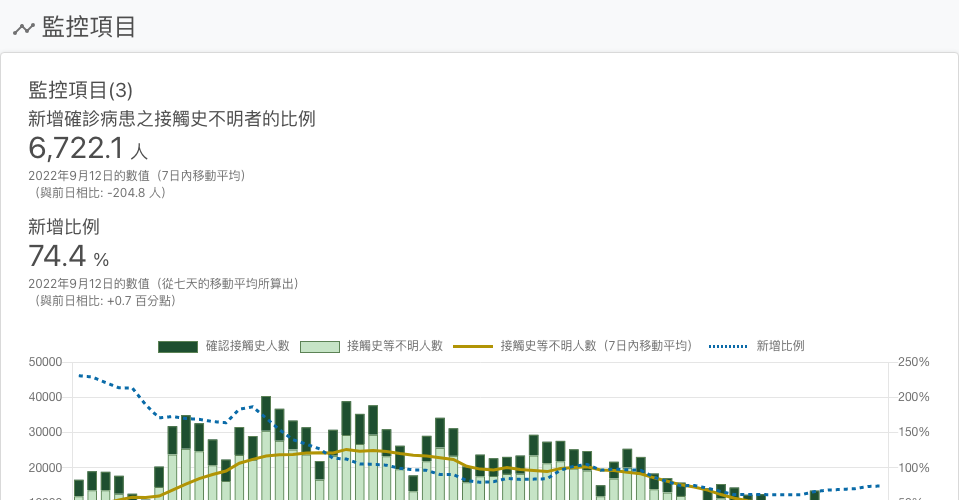 監控項目
監控項目(3)
新增確診病患之接觸史不明者的比例
6,722.1 人
2022年9月12日的數值（7日內移動平均）
（與前日相比: -204.8 人）
新增比例
74.4 %
2022年9月12日的數值（從七天的移動平均所算出）
（與前日相比: +0.7 百分點）
確認接觸史人數 接觸史等不明人數 接觸史等不明人數（7日內移動平均） 新增比例
50000 250%
40000 200%
30000 150%
20000 100%